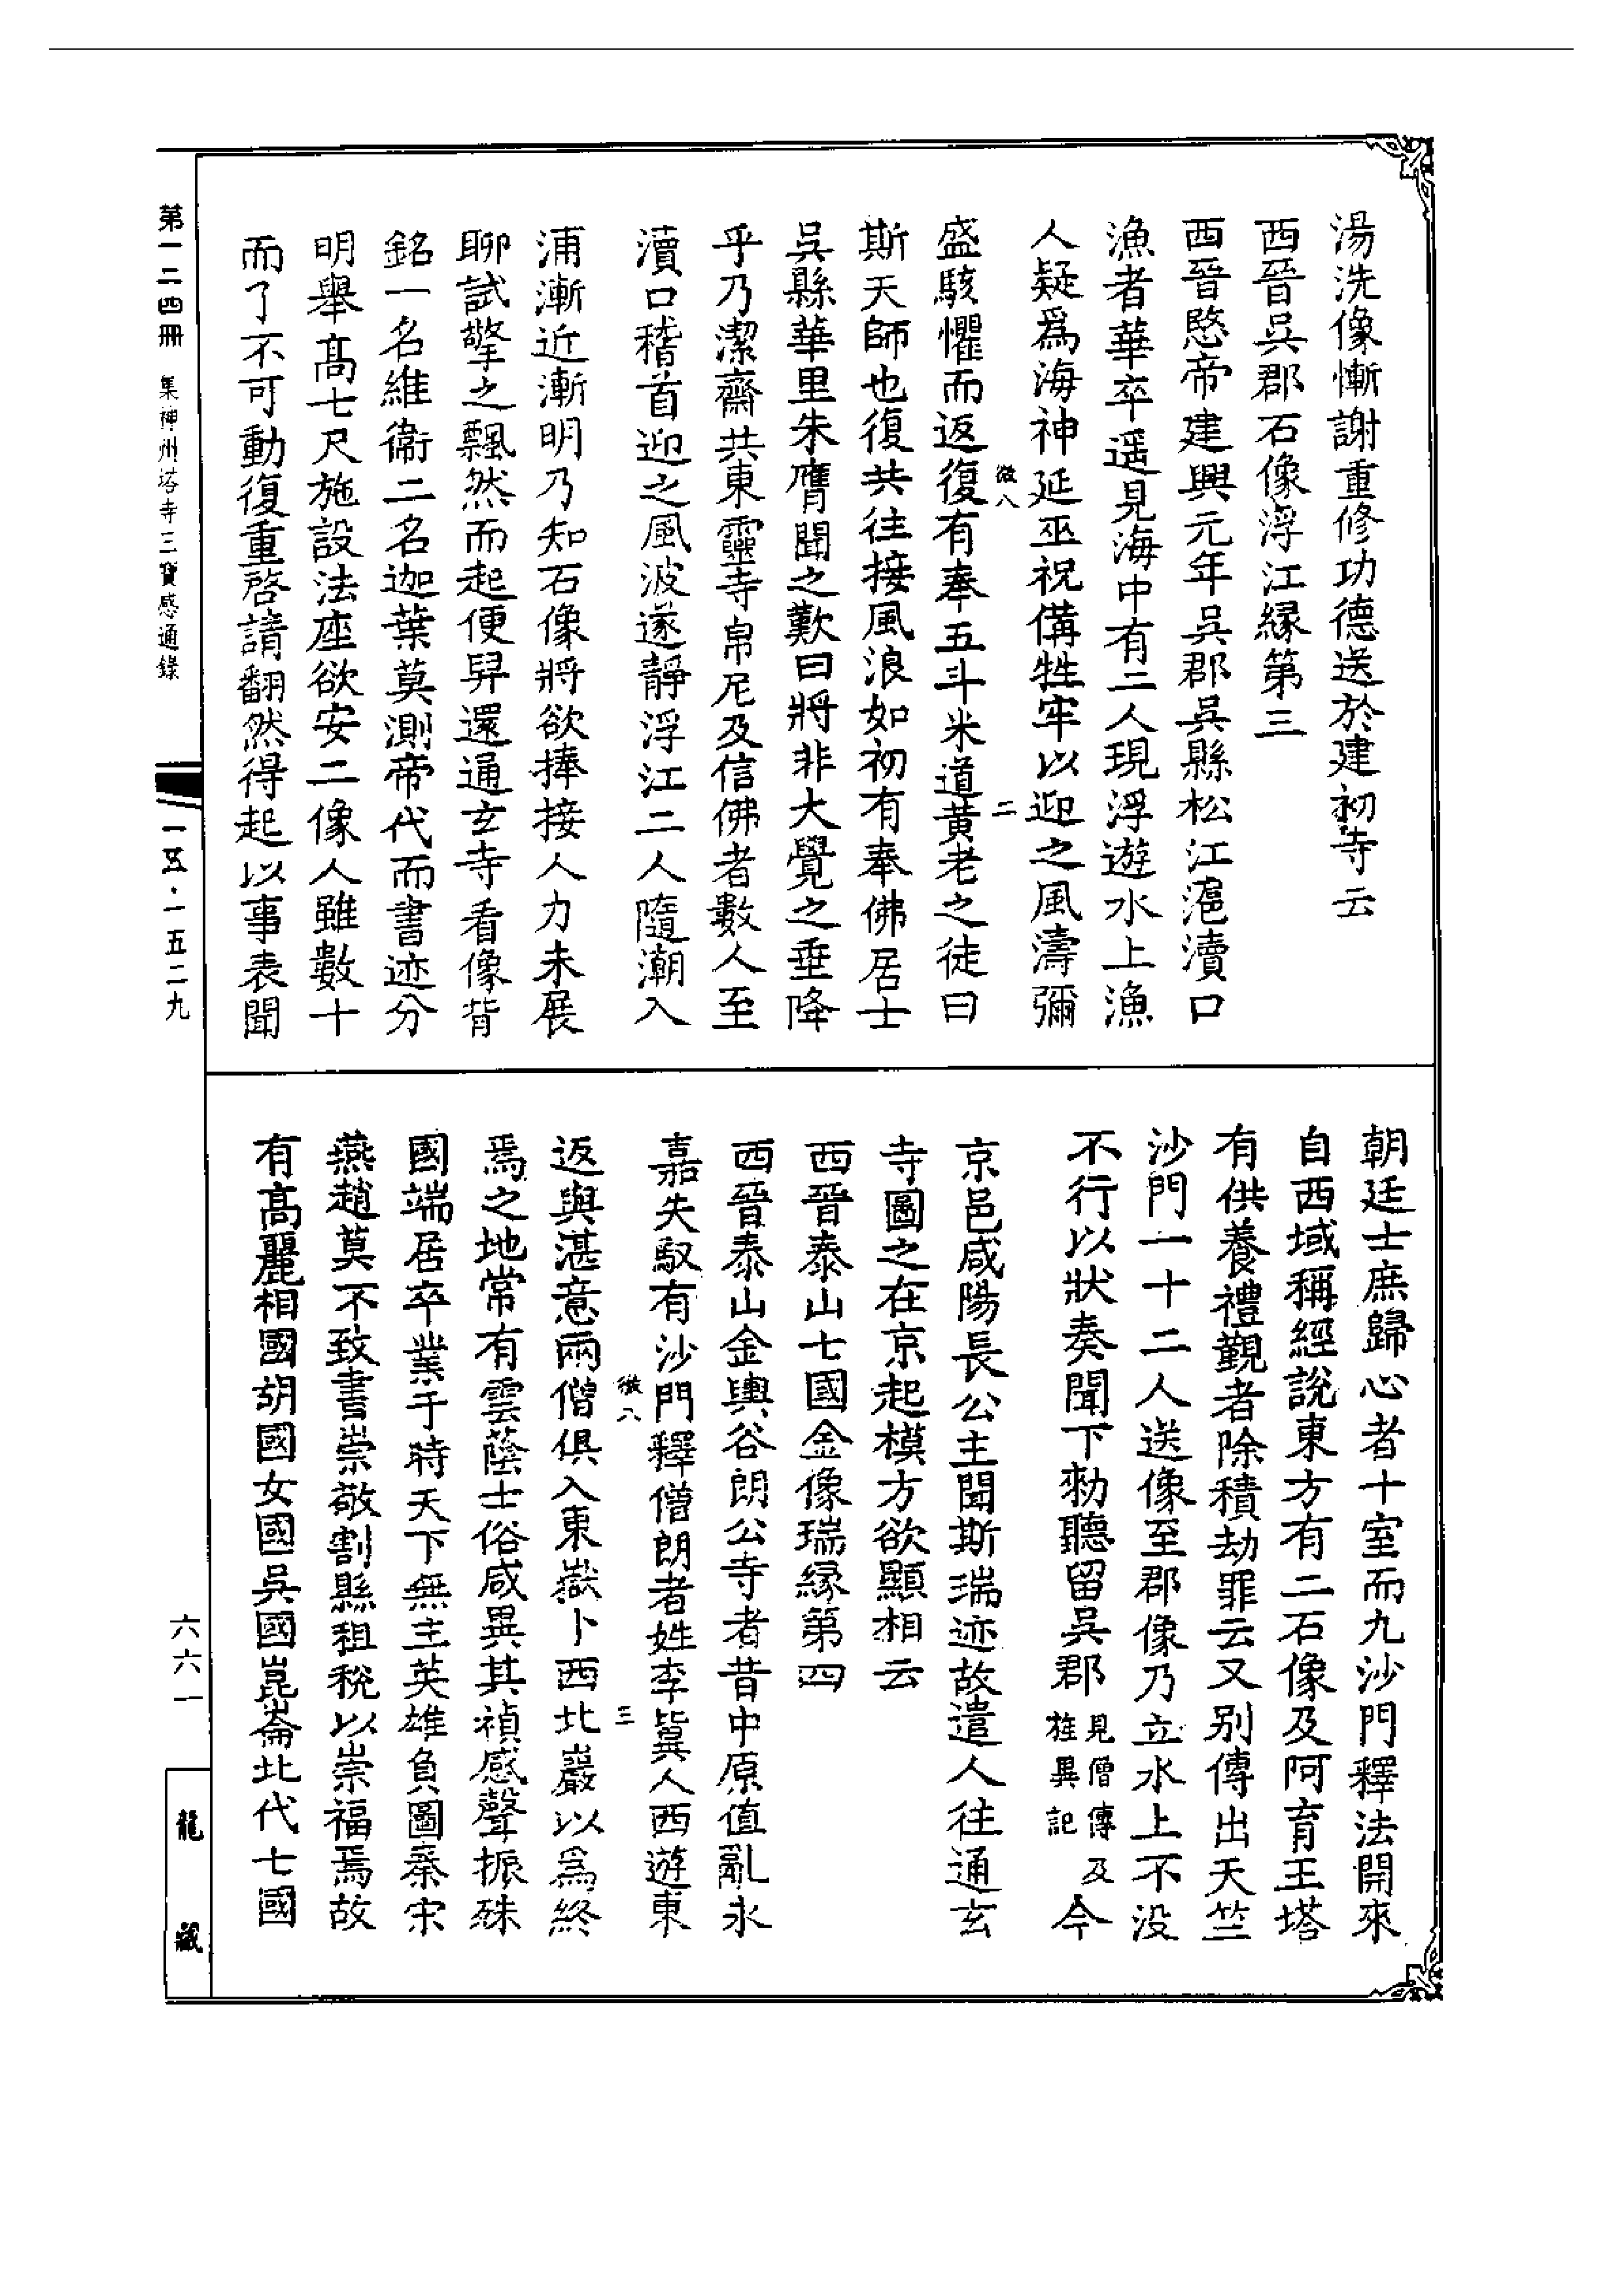 湯洗像慚謝重修功德送於建初寺云
西晉吳郡石像浮江緣第三
西晉愍帝建興元年吳郡吳縣松江滬瀆口
漁者華卒遥見海中有二人現浮遊水上漁
人疑爲海神延巫祝備牲牢以迎之風濤彌
盛駭懼而返復有奉五斗米道黃老之徒曰
斯天師也復共往接風浪如初有奉佛居士
吳縣華里朱膺聞之歎曰將非大覺之垂降
乎乃潔齋共東靈寺帛尼及信佛者數人至
瀆口稽首迎之風波遂靜浮江二人隨潮入
浦漸近漸明乃知石像將欲捧接人力未展
聊試擎之飄然而起便舁還通玄寺看像背
銘一名維衞二名迦葉莫測帝代而書迹分
明舉髙七尺施設法座欲安二像人雖數十
而了不可動復重啓請翻然得起以事表聞
朝廷士庶歸心者十室而九沙門釋法開來
自西域稱經說東方有二石像及阿育王塔
有供養禮覲者除積劫罪云又別傳出天竺
沙門一十二人送像至郡像乃立水上不没
不行以狀奏聞下勑聽留吳郡見僧傳及旌異記今
京邑咸陽長公主聞斯瑞迹故遣人往通玄
寺圖之在京起模方欲顯相云
西晉泰山七國金像瑞緣第四
西晉泰山金輿谷朗公寺者昔中原值亂永
嘉失馭有沙門釋僧朗者姓李冀人西遊東
返與湛意兩僧俱入東嶽卜西北巖以爲終
焉之地常有雲蔭士俗咸異其禎感聲振殊
國端居卒業于時天下無主英雄負圖秦宋
燕趙莫不致書崇敬割縣租稅以崇福焉故
有髙麗相國胡國女國吳國崑崙北代七國
微八
二
微八
三
第一二四冊 集神州塔寺三寶感通錄
一一五·一五二九
六六一
龍藏